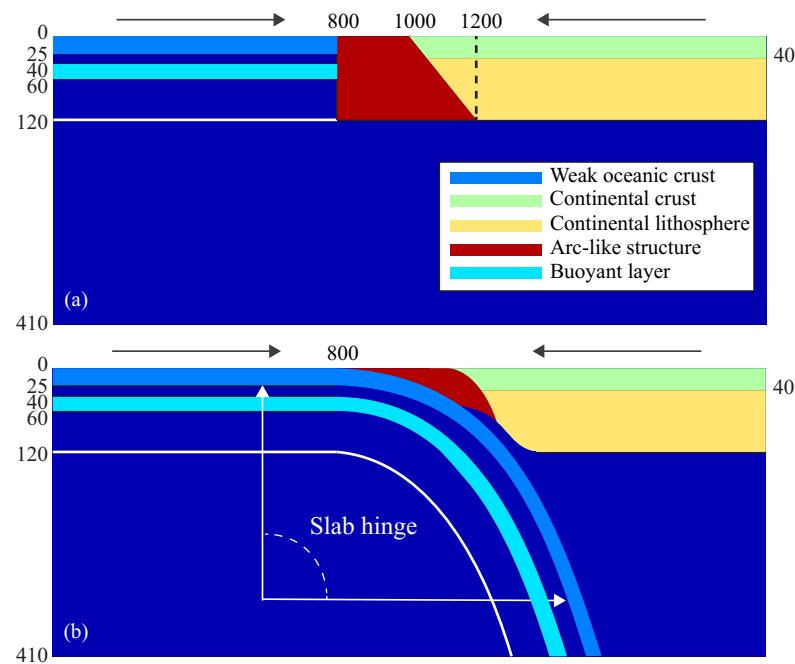 800 1000 1200
0
25
40
60
120
410
40
Weak oceanic crust
Continental crust
Continental lithosphere
Arc-like structure
Buoyant layer
(a)
800
0
25
40
60
120
410
40
Slab hinge
(b)